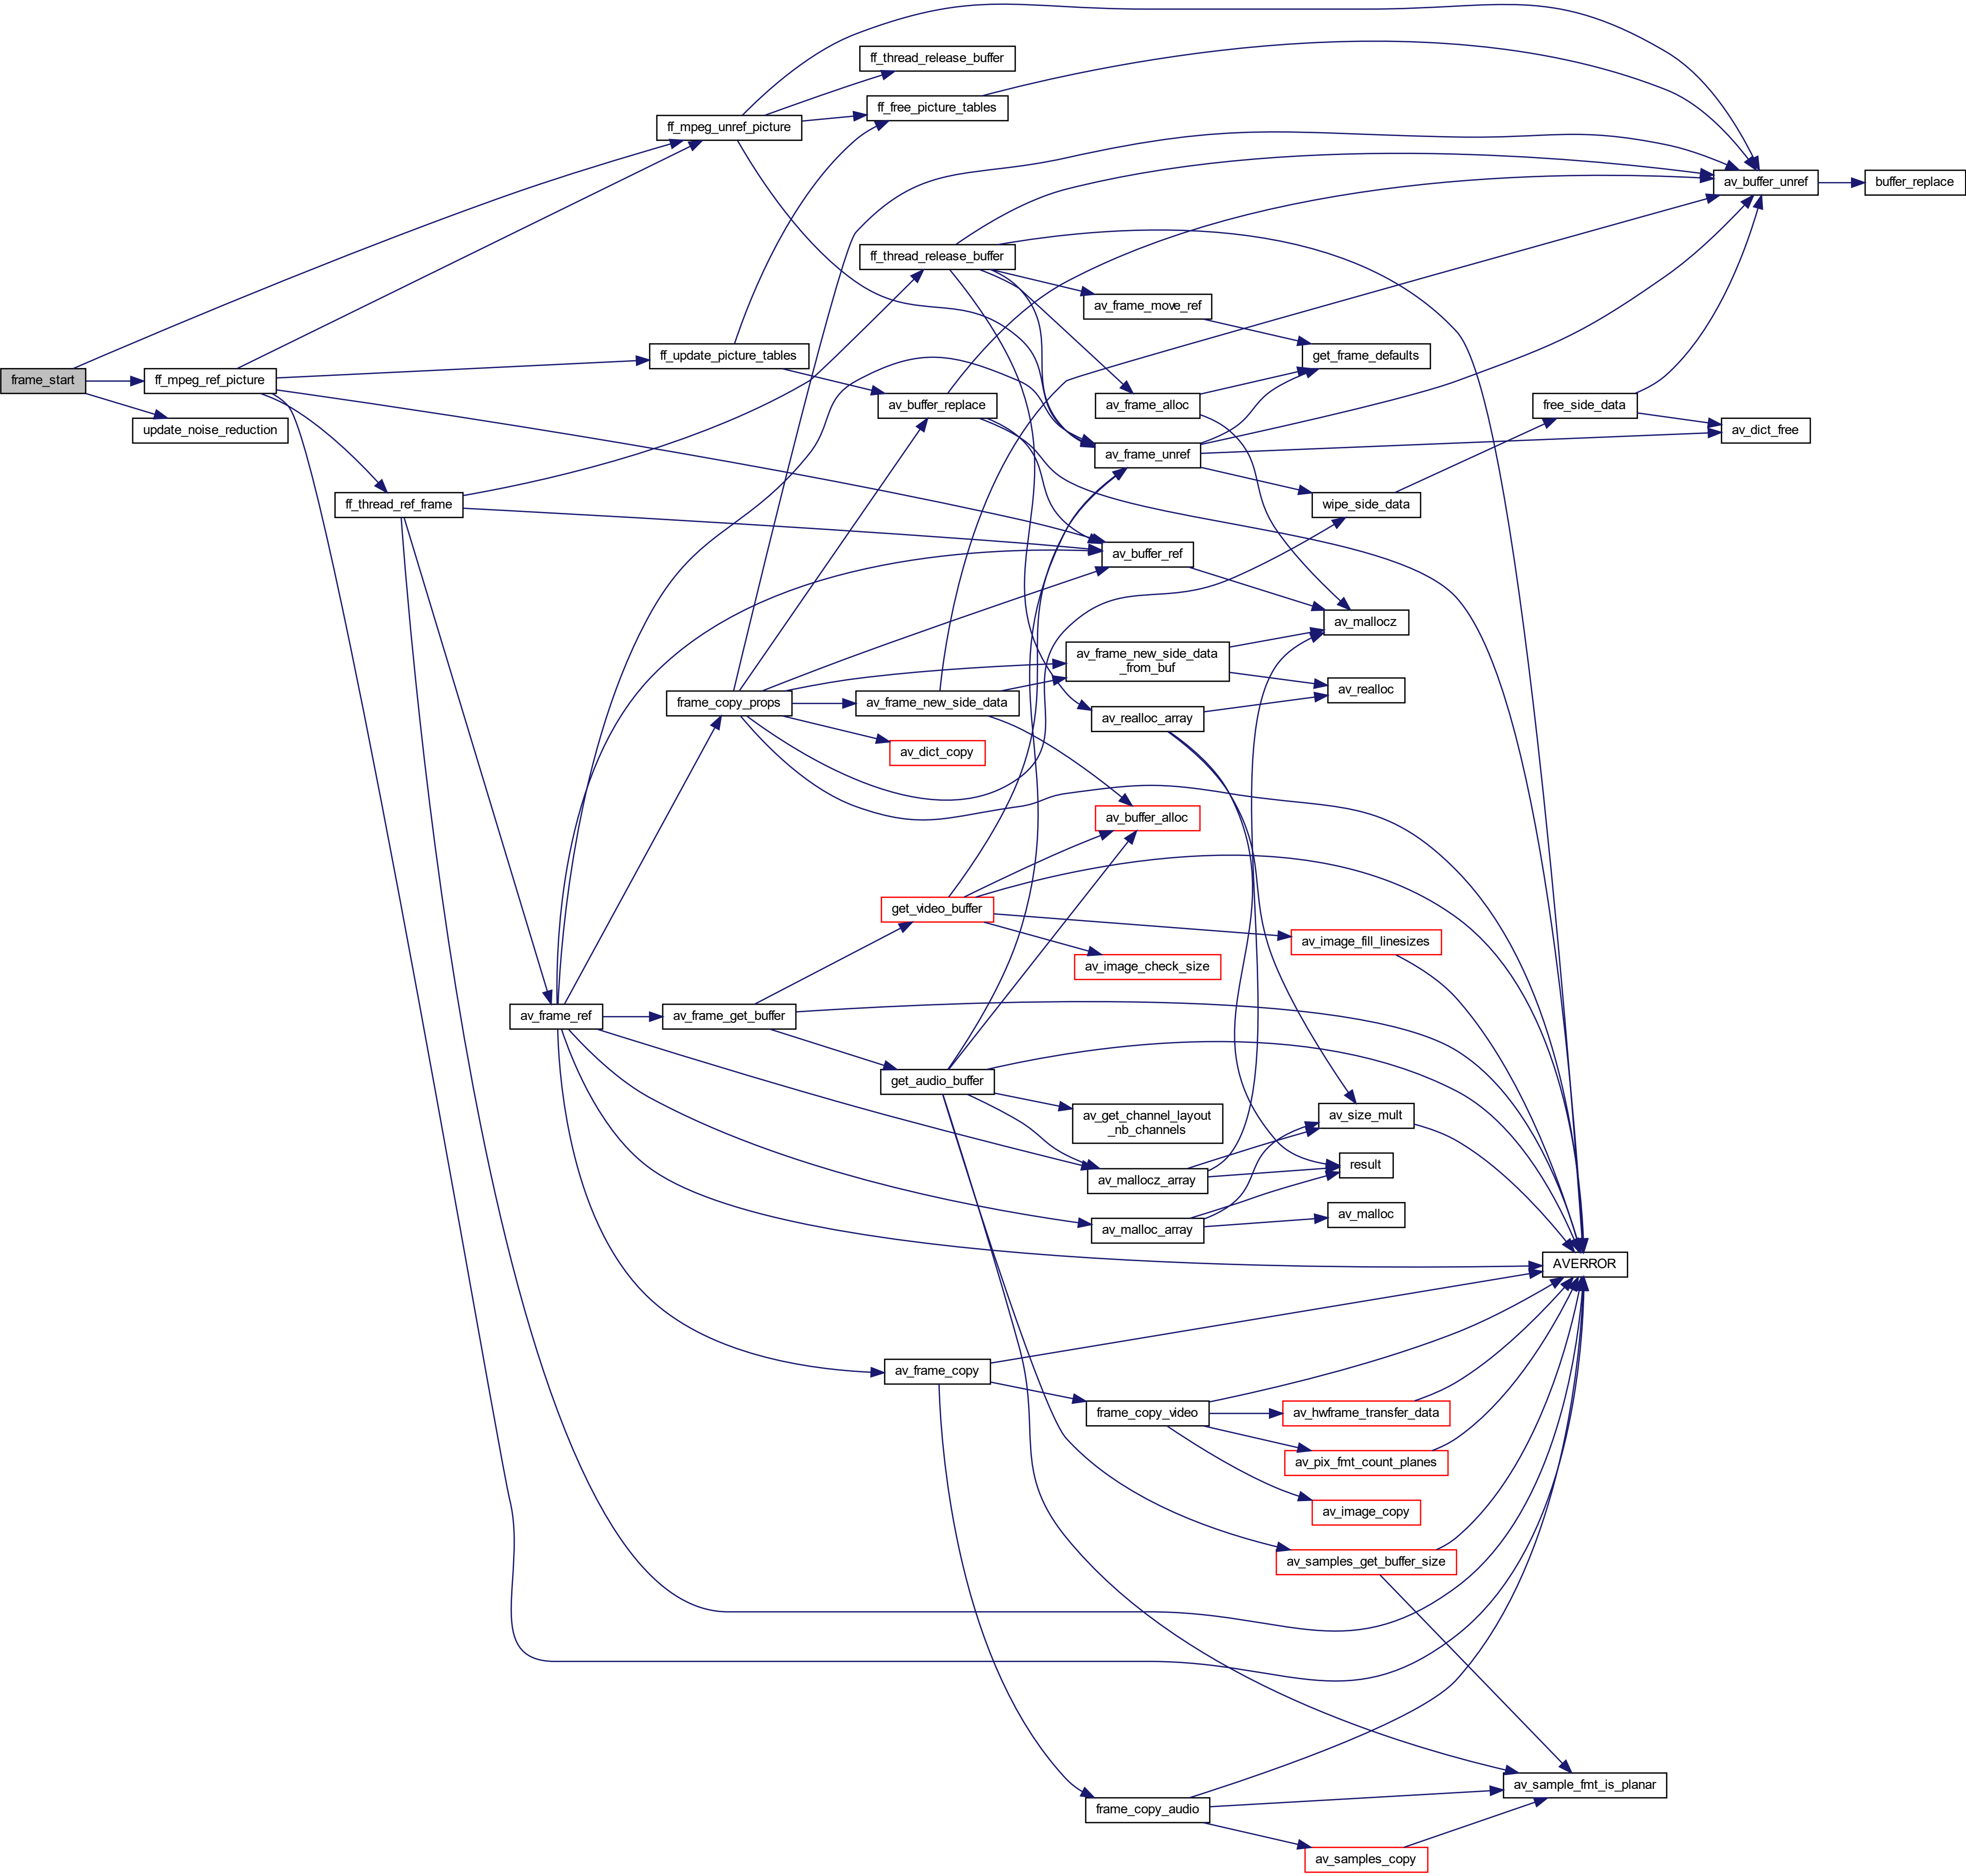 ff_thread_release_buffer
ff_free_picture_tables
ff_mpeg_unref_picture
av_buffer_unref
buffer_replace
ff_thread_release_buffer
av_frame_move_ref
ff_update_picture_tables
get_frame_defaults
frame_start
ff_mpeg_ref_picture
av_buffer_replace
av_frame_alloc
free_side_data
update_noise_reduction
av_dict_free
av_frame_unref
ff_thread_ref_frame
wipe_side_data
av_buffer_ref
av_mallocz
av_frame_new_side_data
_from_buf
av_realloc
frame_copy_props
av_frame_new_side_data
av_realloc_array
av_dict_copy
av_buffer_alloc
get_video_buffer
av_image_fill_linesizes
av_image_check_size
av_frame_ref
av_frame_get_buffer
get_audio_buffer
av_get_channel_layout
_nb_channels
av_size_mult
result
av_mallocz_array
av_malloc
av_malloc_array
AVERROR
av_frame_copy
frame_copy_video
av_hwframe_transfer_data
av_pix_fmt_count_planes
av_image_copy
av_samples_get_buffer_size
av_sample_fmt_is_planar
frame_copy_audio
av_samples_copy